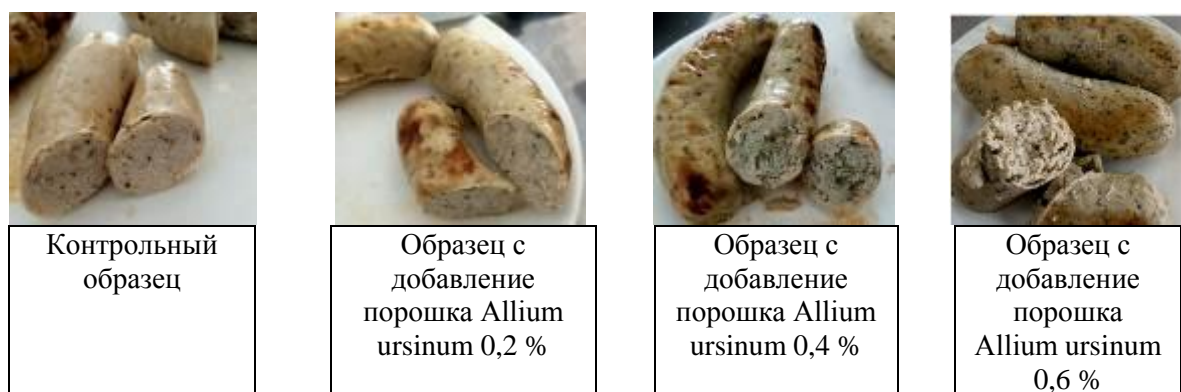 Контрольный
образец
Образец с
добавление
порошка Allium
ursinum 0,2 %
Образец с
добавление
порошка Allium
ursinum 0,4 %
Образец с
добавление
порошка
Allium ursinum
0,6 %